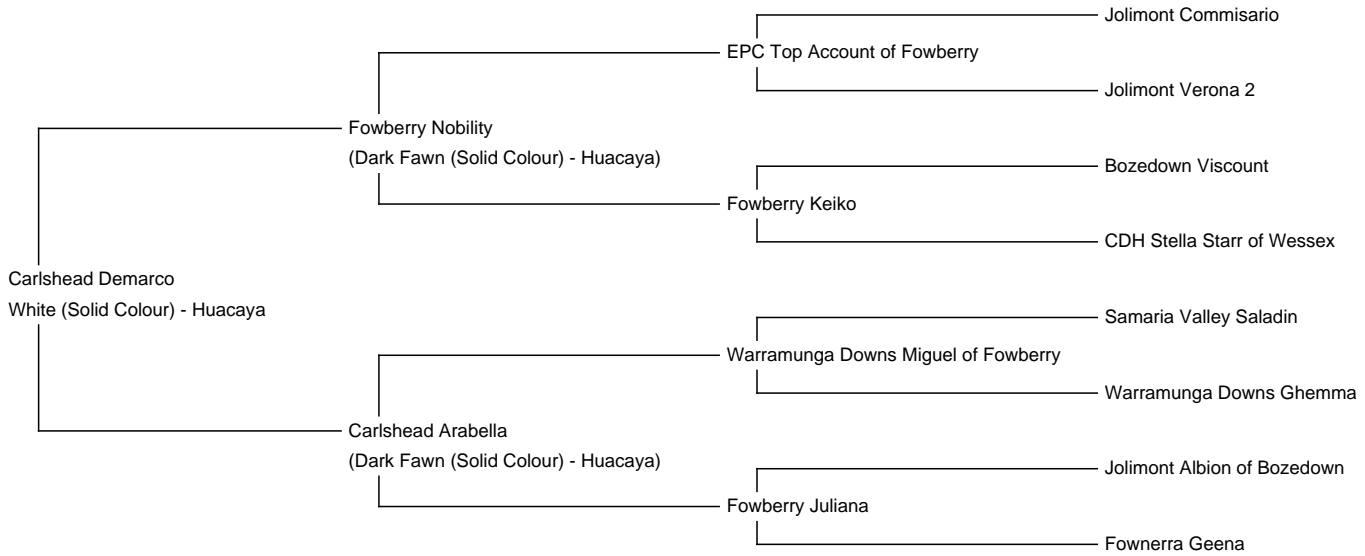 Jolimont Commisario
EPC Top Account of Fowberry
Jolimont Verona 2
Fowberry Nobility
(Dark Fawn (Solid Colour) - Huacaya)
Bozedown Viscount
Fowberry Keiko
CDH Stella Starr of Wessex
Carlshead Demarco
White (Solid Colour) - Huacaya
Samaria Valley Saladin
Warramunga Downs Miguel of Fowberry
Warramunga Downs Ghemma
Carlshead Arabella
(Dark Fawn (Solid Colour) - Huacaya)
Jolimont Albion of Bozedown
Fowberry Juliana
Fownerra Geena